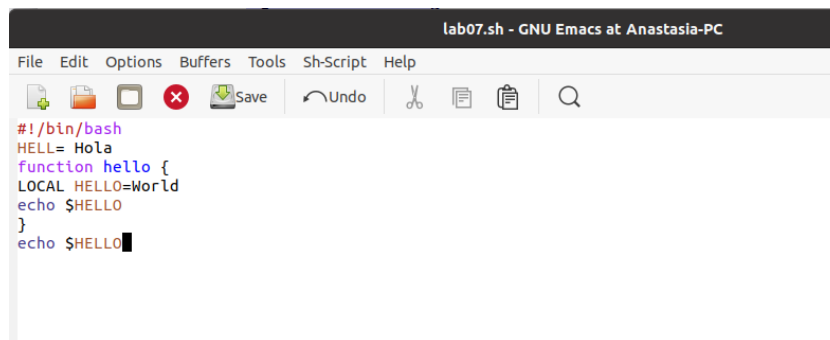 lab07.sh - GNU Emacs at Anastasia-PC
File Edit Options Buffers Tools Sh-Script Help
Save Undo
#!/bin/bash
HELL= Hola
function hello {
LOCAL HELLO=World
echo $HELLO
}
echo $HELLO